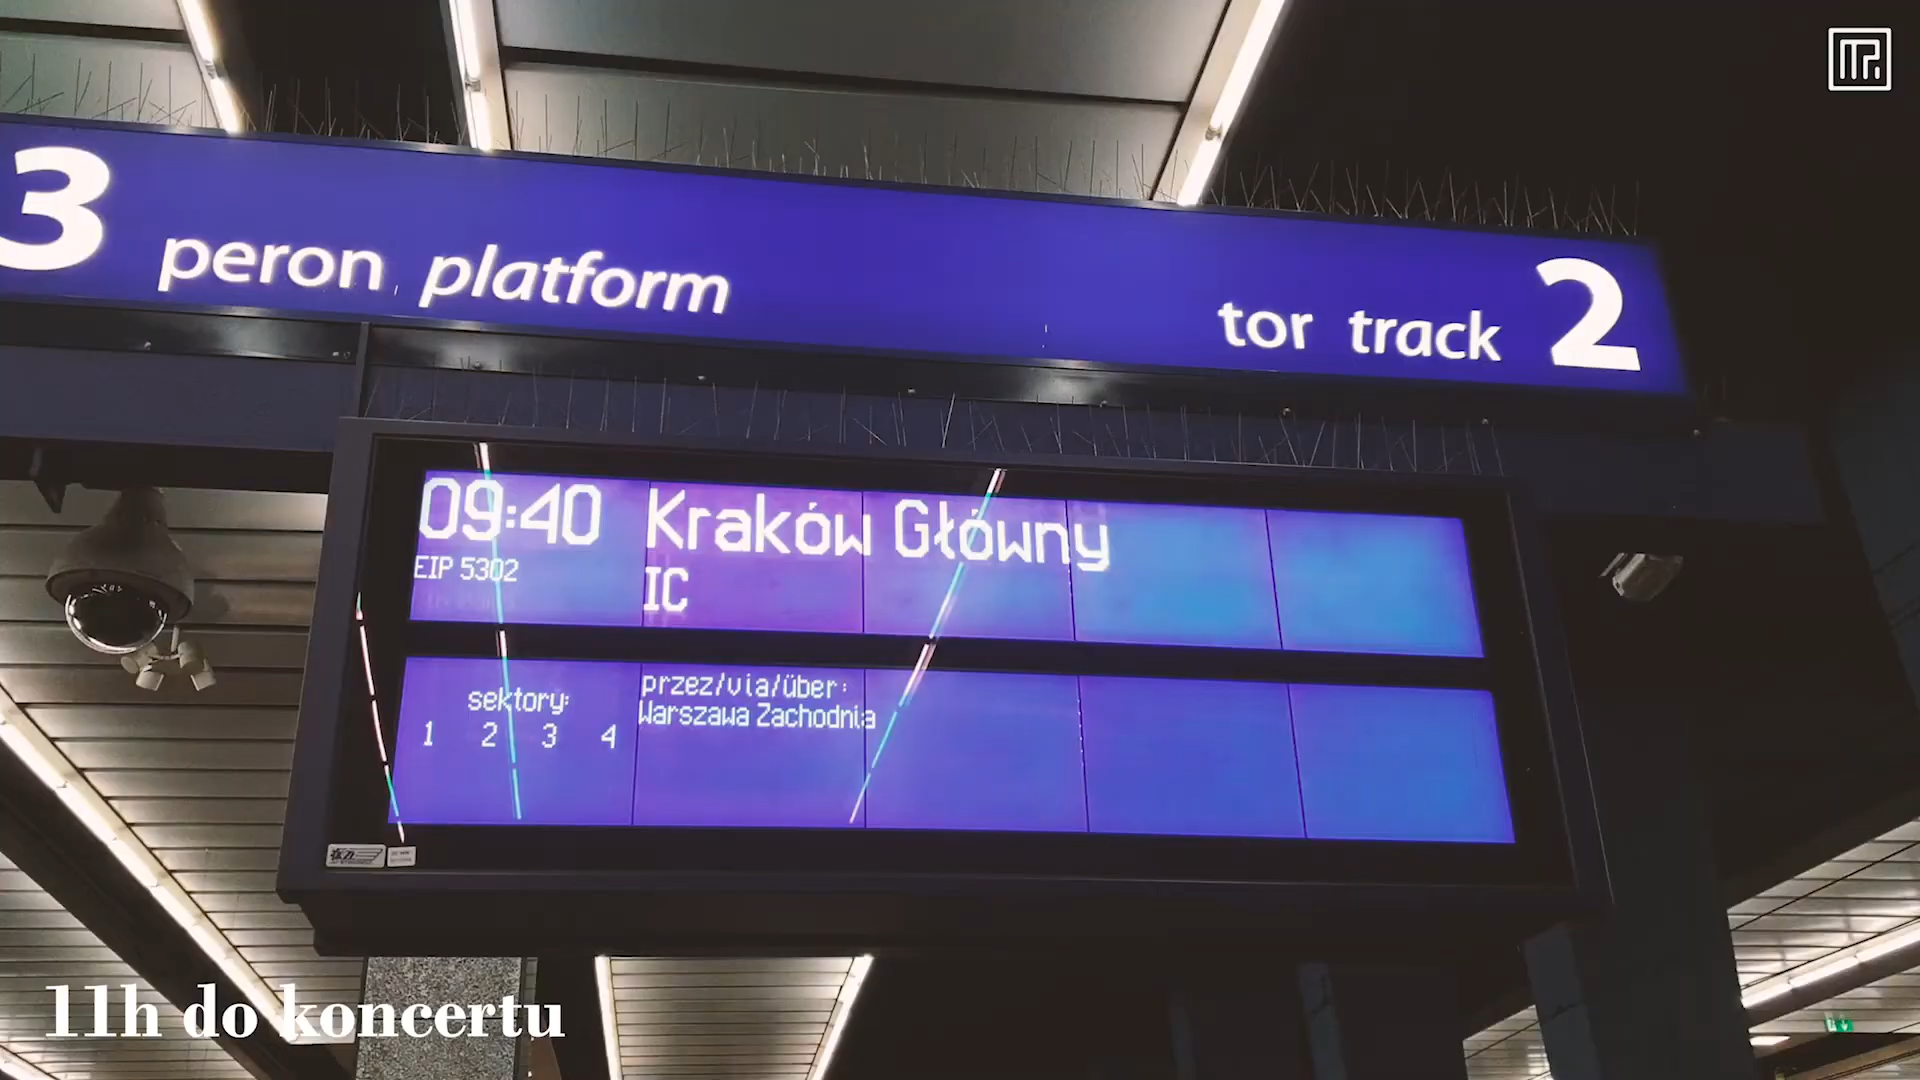 3 peron platform
tor track 2
09:40 Kraków Główny
EIP 5302 IC
sektory:
1 2 3 4
przez/via/über:
Warszawa Zachodnia
11h do koncertu